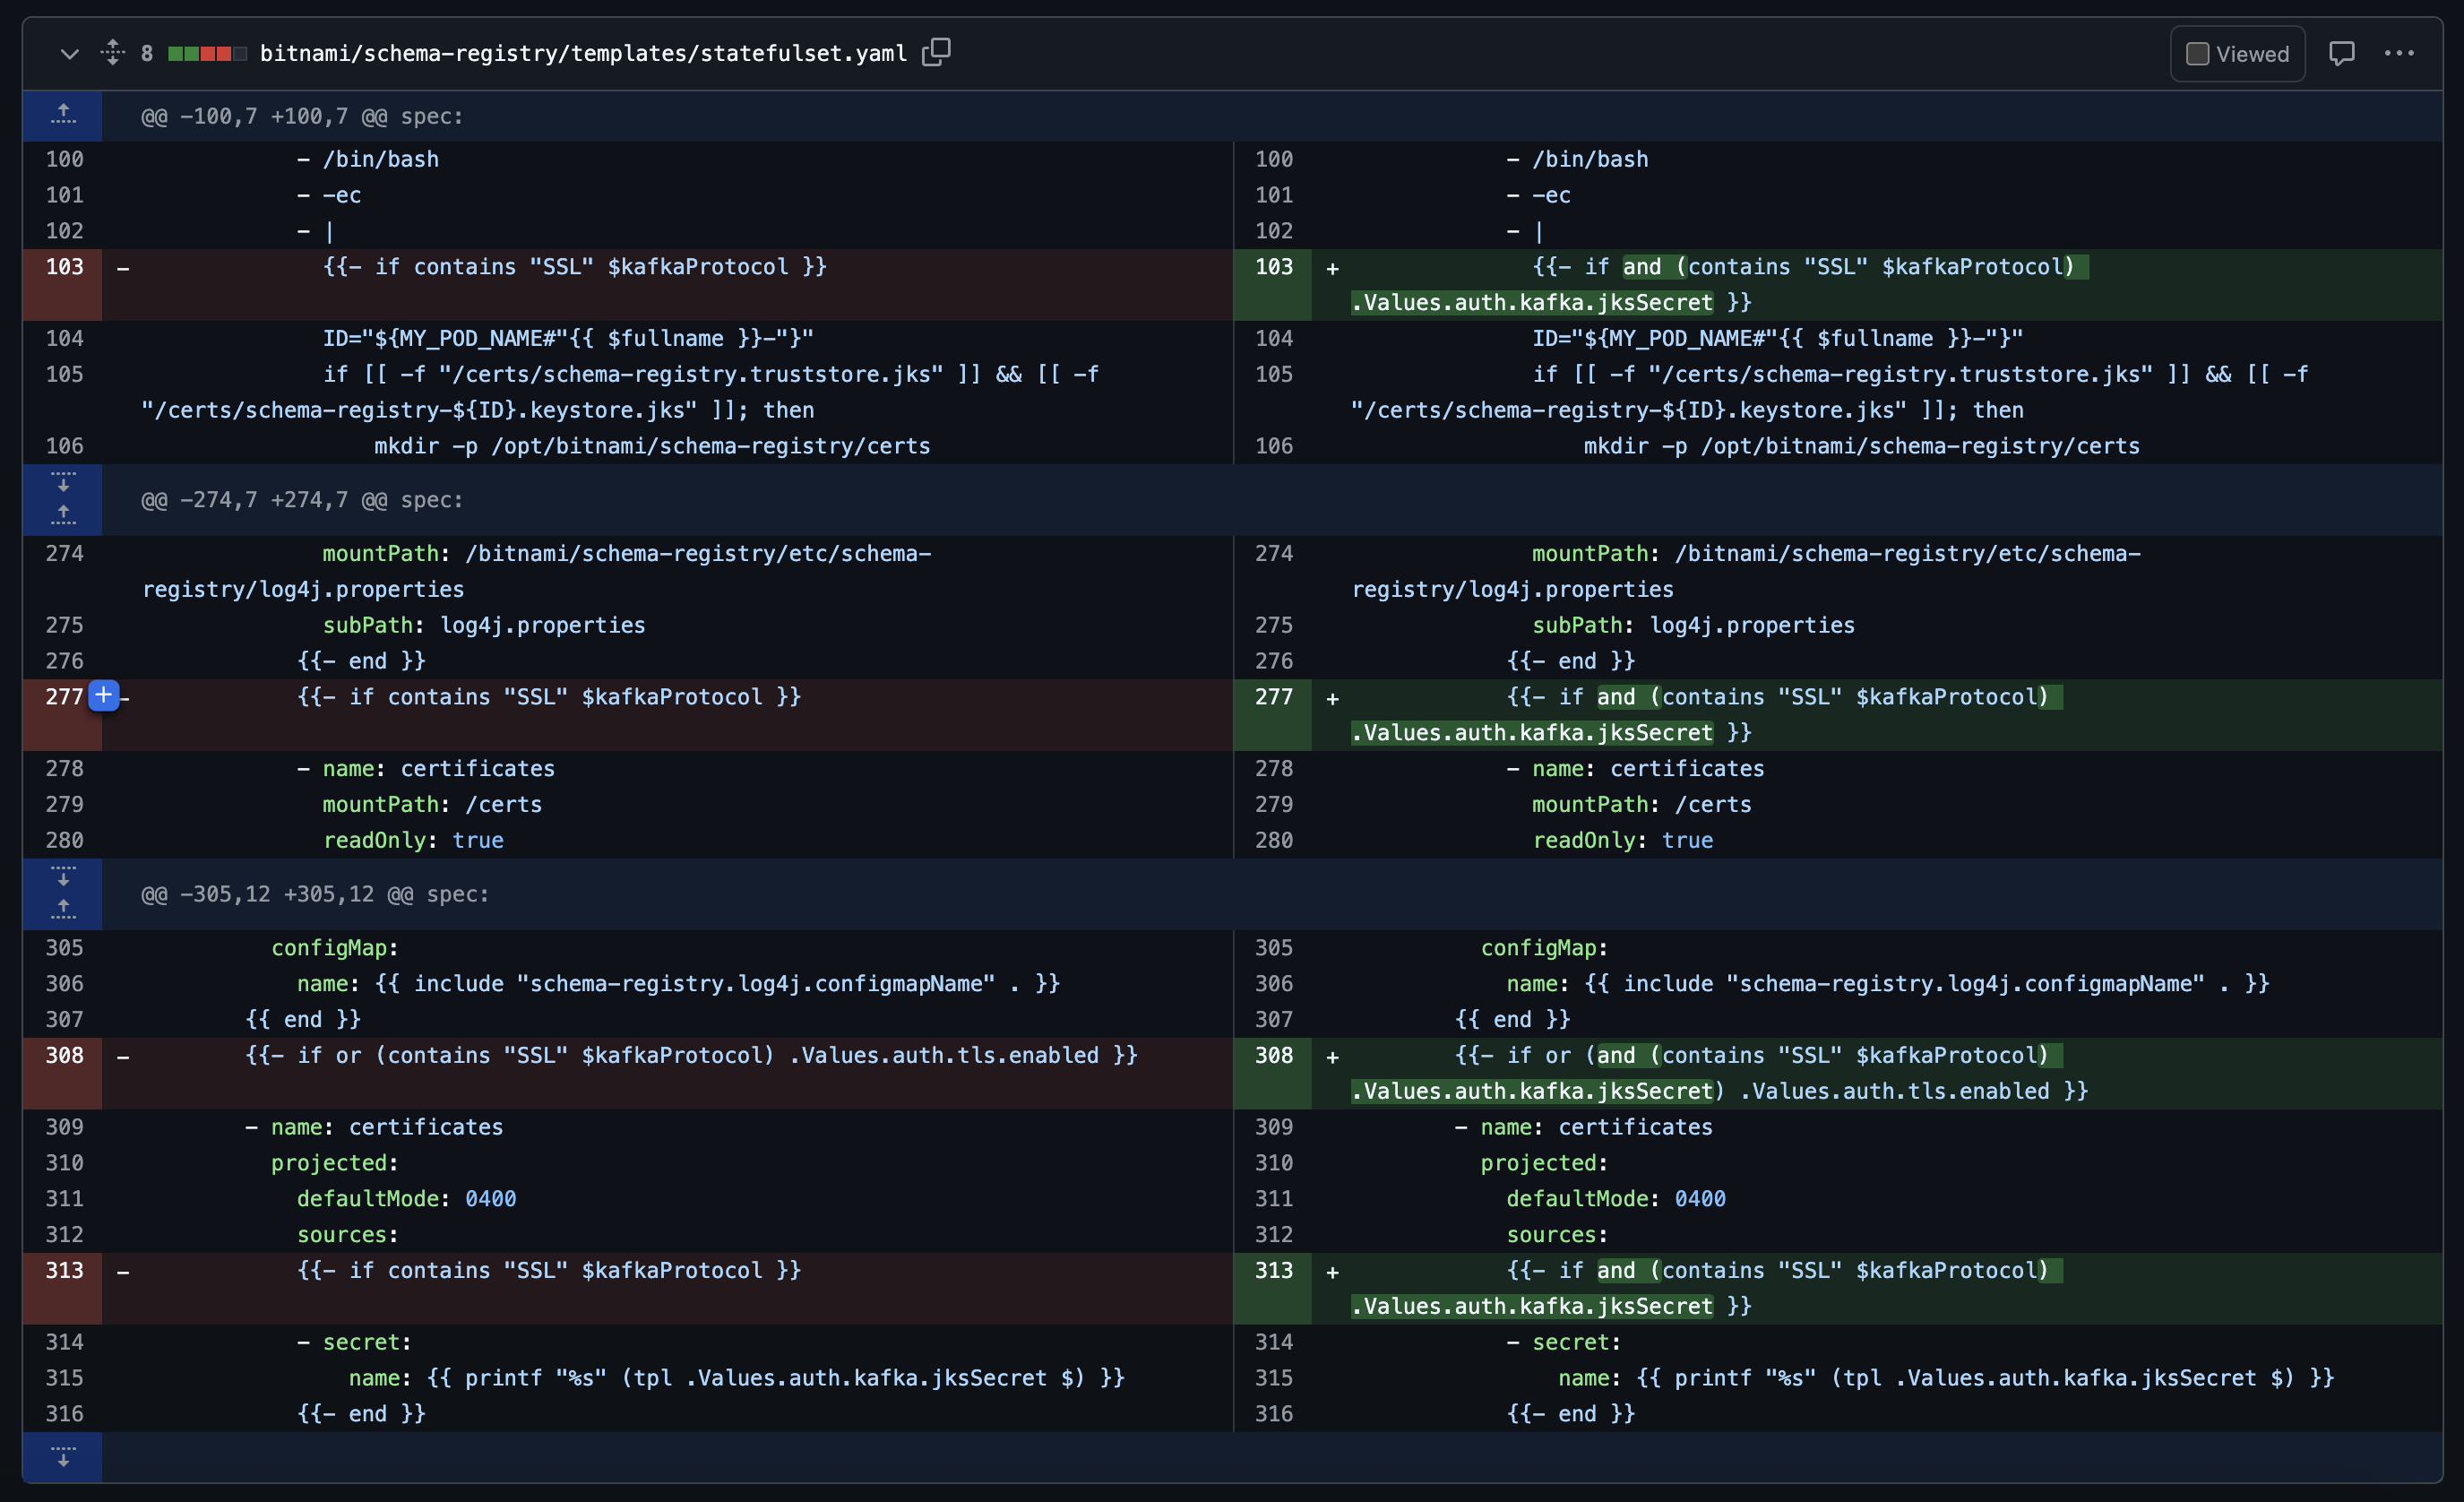 8 bitnami/schema-registry/templates/statefulset.yaml Viewed
@@ -100,7 +100,7 @@ spec:
100 - /bin/bash
101 - -ec
102 - |
103 - {{- if contains "SSL" $kafkaProtocol }}
104 ID="${MY_POD_NAME#"{{ $fullname }}-"}"
105 if [[ -f "/certs/schema-registry.truststore.jks" ]] && [[ -f
"/certs/schema-registry-${ID}.keystore.jks" ]]; then
106 mkdir -p /opt/bitnami/schema-registry/certs
100 - /bin/bash
101 - -ec
102 - |
103 + {{- if and (contains "SSL" $kafkaProtocol)
.Values.auth.kafka.jksSecret }}
104 ID="${MY_POD_NAME#"{{ $fullname }}-"}"
105 if [[ -f "/certs/schema-registry.truststore.jks" ]] && [[ -f
"/certs/schema-registry-${ID}.keystore.jks" ]]; then
106 mkdir -p /opt/bitnami/schema-registry/certs
@@ -274,7 +274,7 @@ spec:
274 mountPath: /bitnami/schema-registry/etc/schema-
registry/log4j.properties
275 subPath: log4j.properties
276 {{- end }}
277 - {{- if contains "SSL" $kafkaProtocol }}
278 - name: certificates
279 mountPath: /certs
280 readOnly: true
274 mountPath: /bitnami/schema-registry/etc/schema-
registry/log4j.properties
275 subPath: log4j.properties
276 {{- end }}
277 + {{- if and (contains "SSL" $kafkaProtocol)
.Values.auth.kafka.jksSecret }}
278 - name: certificates
279 mountPath: /certs
280 readOnly: true
@@ -305,12 +305,12 @@ spec:
305 configMap:
306 name: {{ include "schema-registry.log4j.configmapName" . }}
307 {{ end }}
308 - {{- if or (contains "SSL" $kafkaProtocol) .Values.auth.tls.enabled }}
309 - name: certificates
310 projected:
311 defaultMode: 0400
312 sources:
313 - {{- if contains "SSL" $kafkaProtocol }}
314 - secret:
315 name: {{ printf "%s" (tpl .Values.auth.kafka.jksSecret $) }}
316 {{- end }}
305 configMap:
306 name: {{ include "schema-registry.log4j.configmapName" . }}
307 {{ end }}
308 + {{- if or (and (contains "SSL" $kafkaProtocol)
.Values.auth.kafka.jksSecret) .Values.auth.tls.enabled }}
309 - name: certificates
310 projected:
311 defaultMode: 0400
312 sources:
313 + {{- if and (contains "SSL" $kafkaProtocol)
.Values.auth.kafka.jksSecret }}
314 - secret:
315 name: {{ printf "%s" (tpl .Values.auth.kafka.jksSecret $) }}
316 {{- end }}